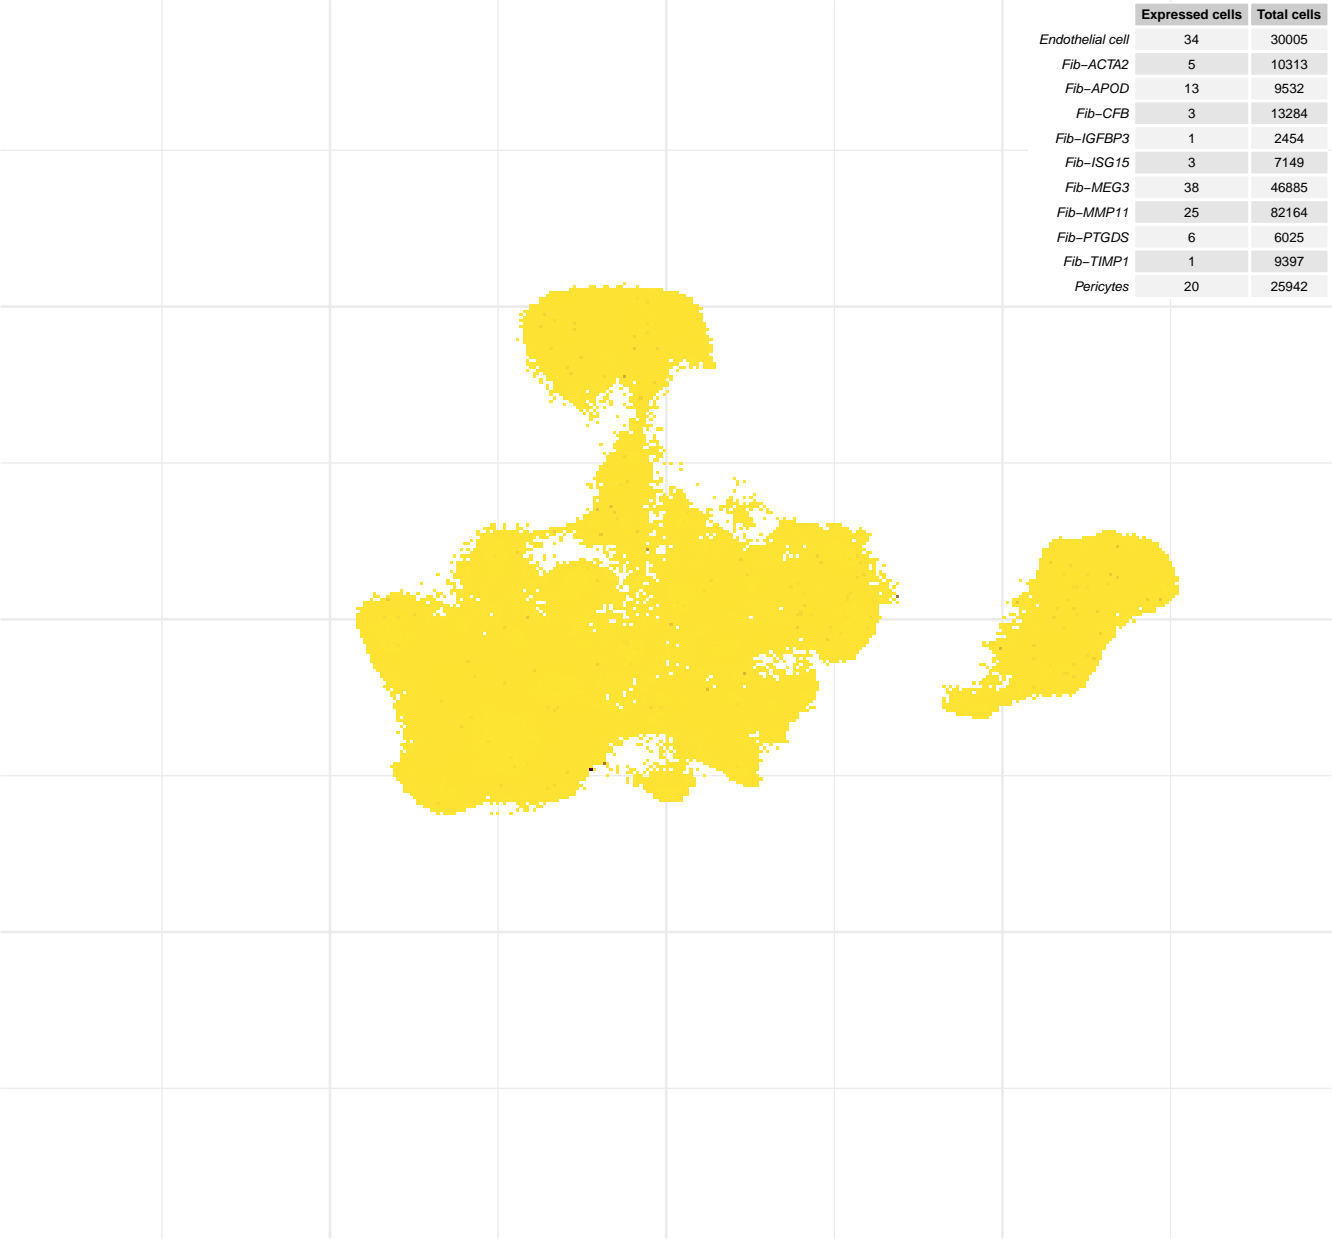 Expressed cells Total cells
Endothelial cell 34 30005
Fib−ACTA2 5 10313
Fib−APOD 13 9532
Fib−CFB 3 13284
Fib−IGFBP3 1 2454
Fib−ISG15 3 7149
Fib−MEG3 38 46885
Fib−MMP11 25 82164
Fib−PTGDS 6 6025
Fib−TIMP1 1 9397
Pericytes 20 25942